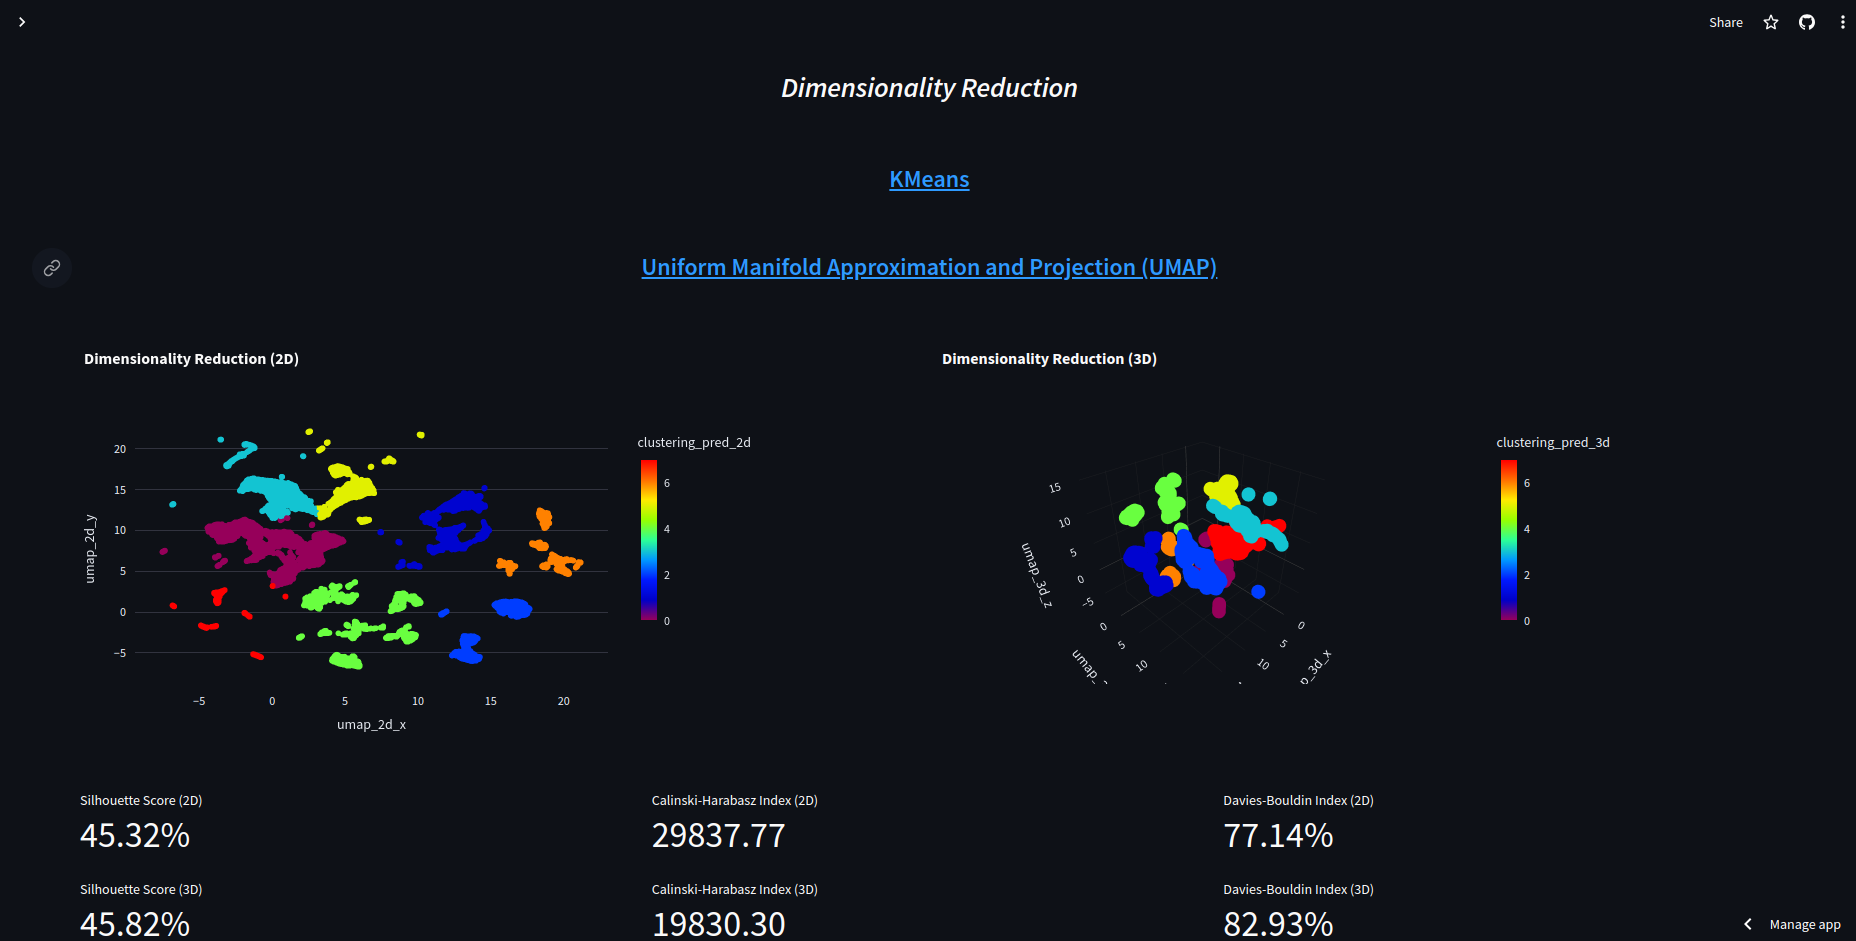 Share
Dimensionality Reduction
KMeans
Uniform Manifold Approximation and Projection (UMAP)
Dimensionality Reduction (2D)
Dimensionality Reduction (3D)
20
15
10
5
0
−5
umap_2d_y
−5
0
5
10
15
20
umap_2d_x
clustering_pred_2d
6
4
2
0
15
10
5
0
−5
umap_3d_z
0
5
10
umap_
0
5
10
p_3d_x
clustering_pred_3d
6
4
2
0
Silhouette Score (2D)
45.32%
Calinski-Harabasz Index (2D)
29837.77
Davies-Bouldin Index (2D)
77.14%
Silhouette Score (3D)
45.82%
Calinski-Harabasz Index (3D)
19830.30
Davies-Bouldin Index (3D)
82.93%
Manage app